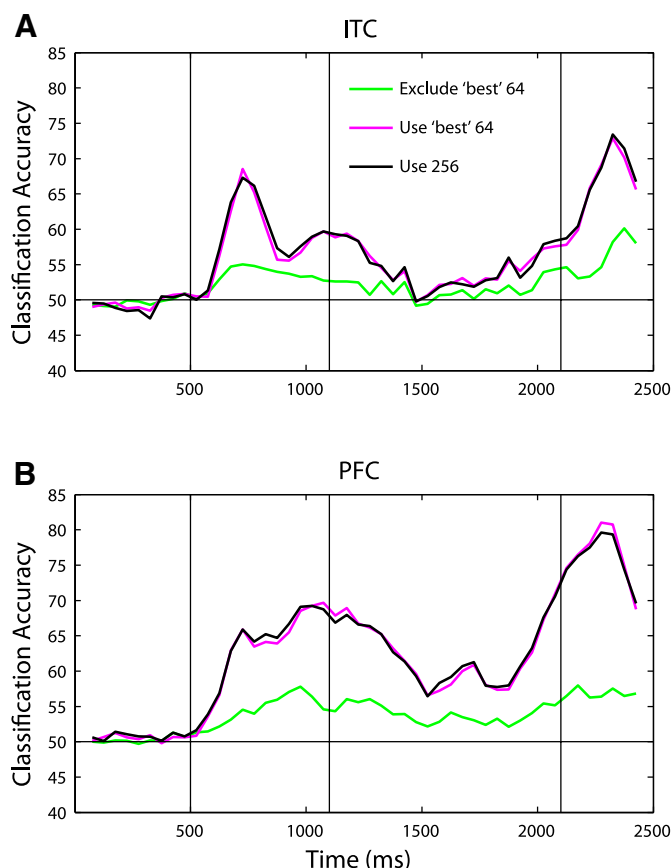 A
ITC
Classification Accuracy
85
80
75
70
65
60
55
50
45
40
Exclude ‘best’ 64
Use ‘best’ 64
Use 256
500 1000 1500 2000 2500
B
PFC
Classification Accuracy
85
80
75
70
65
60
55
50
45
40
500 1000 1500 2000 2500
Time (ms)